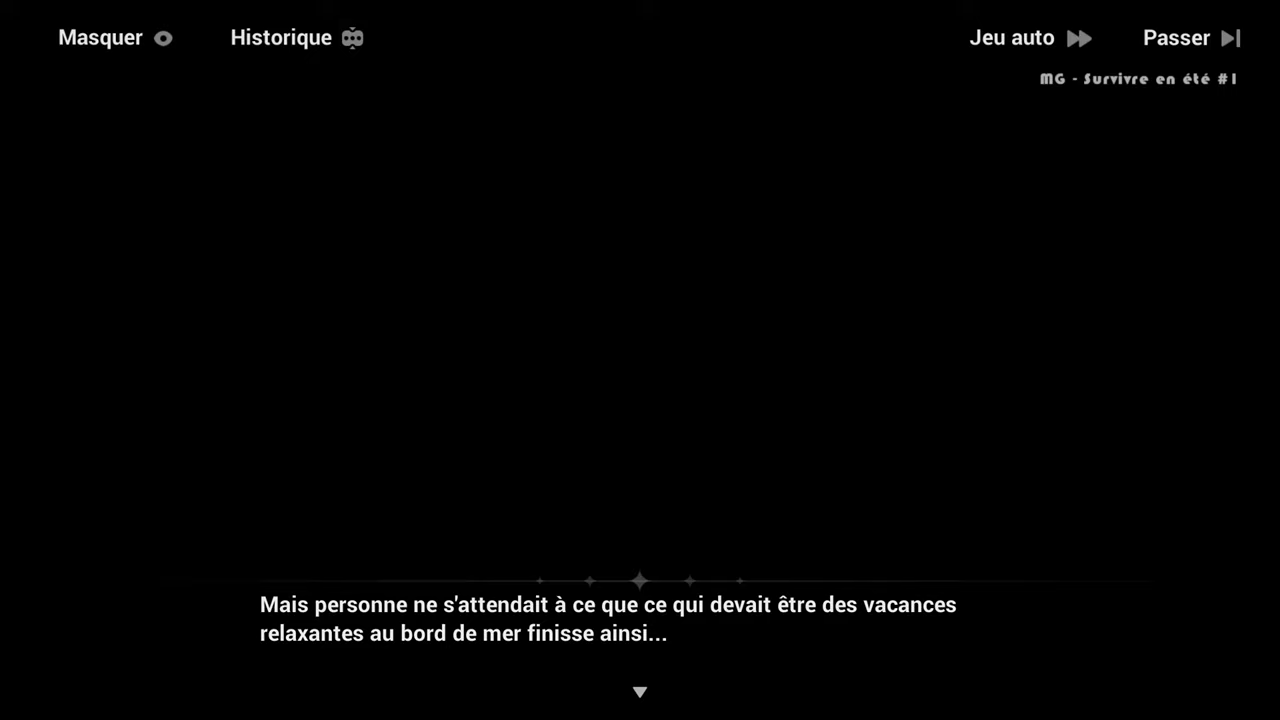 Masquer
Historique
Jeu auto
Passer
MG - Survivre en été #1
Mais personne ne s'attendait à ce que ce qui devait être des vacances
relaxantes au bord de mer finisse ainsi...